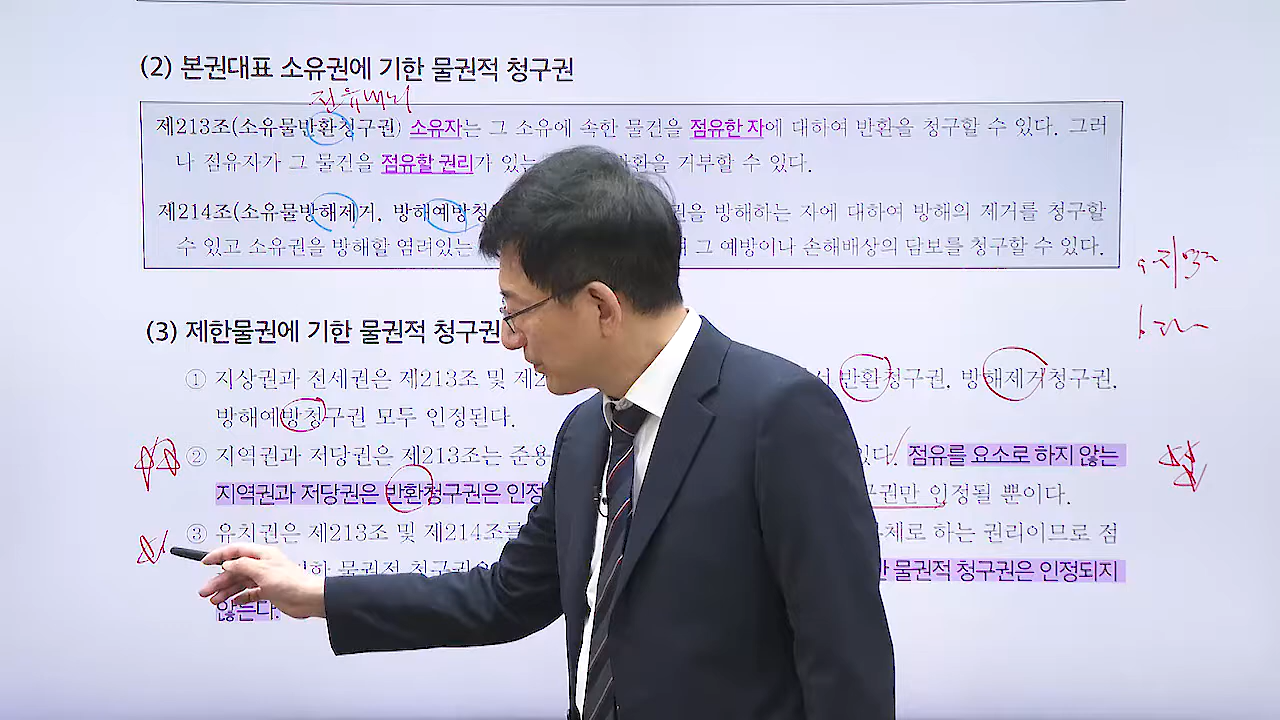 (2) 본권대표 소유권에 기한 물권적 청구권
점유배제
제213조(소유물반환청구권) 소유자는 그 소유에 속한 물건을 점유한 자에 대하여 반환을 청구할 수 있다. 그러
나 점유자가 그 물건을 점유할 권리가 있는 반환을 거부할 수 있다.
제214조(소유물방해제거, 방해예방청 권을 방해하는 자에 대하여 방해의 제거를 청구할
수 있고 소유권을 방해할 염려있는 그 예방이나 손해배상의 담보를 청구할 수 있다.
(3) 제한물권에 기한 물권적 청구권
① 지상권과 전세권은 제213조 및 제2 반환청구권, 방해제거청구권,
방해예방청구권 모두 인정된다.
② 지역권과 저당권은 제213조는 준용 있다. 점유를 요소로 하지 않는
지역권과 저당권은 반환청구권은 인정 구권만 인정될 뿐이다.
③ 유치권은 제213조 및 제214조를 체로 하는 권리이므로 점
기한 물권적 청구권 한 물권적 청구권은 인정되지
않는다.